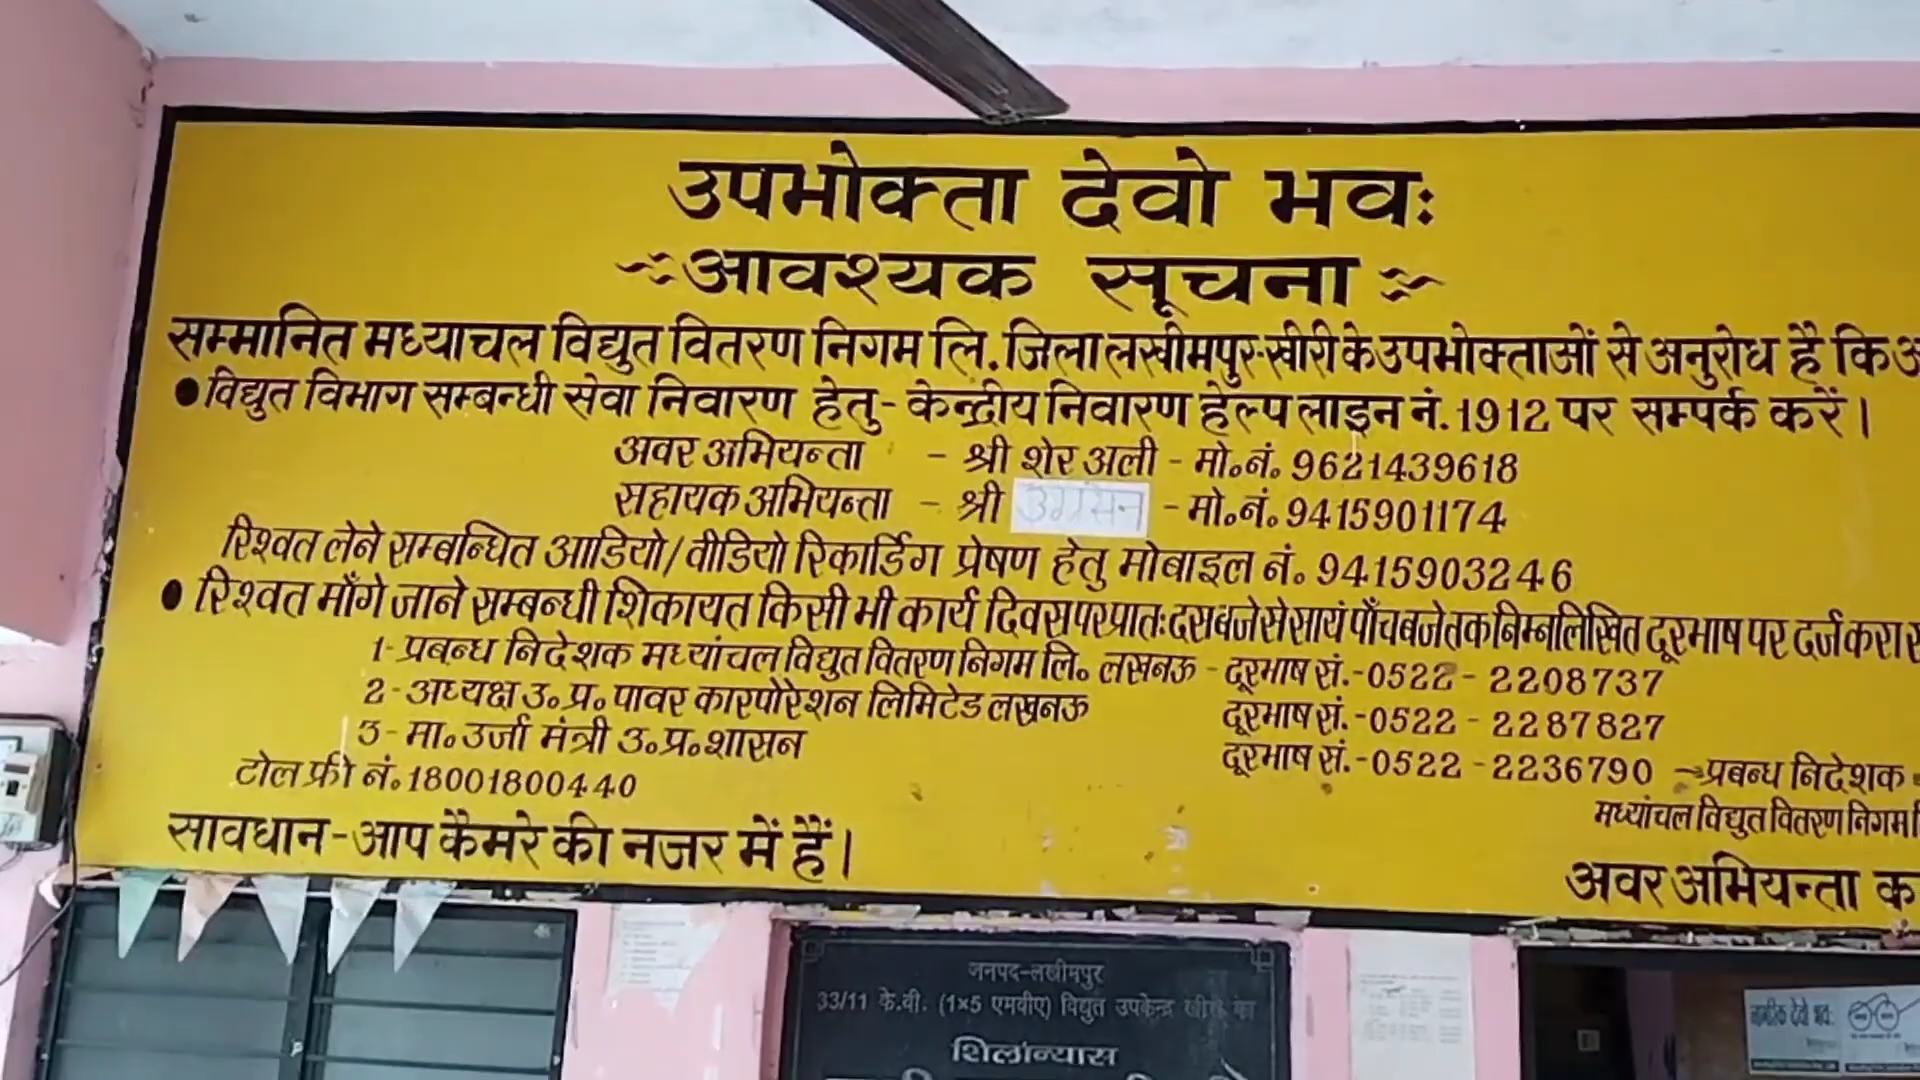 उपभोक्ता देवो भवः
आवश्यक सूचना
सम्मानित मध्याचल विद्युत वितरण निगम लि. जिला लखीमपुर-खीरी के उपभोक्ताओं से अनुरोध है कि
● विद्युत विभाग सम्बन्धी सेवा निवारण हेतु - केन्द्रीय निवारण हेल्प लाइन नं. 1912 पर सम्पर्क करें।
अवर अभियन्ता - श्री शेर अली - मो॰नं॰ 9621439618
सहायक अभियन्ता - श्री उग्रसेन - मो॰नं॰ 9415901174
रिश्वत लेने सम्बन्धित आडियो/वीडियो रिकार्डिग प्रेषण हेतु मोबाइल नं॰ 9415903246
● रिश्वत माँगे जाने सम्बन्धी शिकायत किसी भी कार्य दिवस पर प्रातः दस बजे से सायं पाँच बजे तक निम्नलिखित दूरभाष पर दर्ज करा
1- प्रबन्ध निदेशक मध्यांचल विद्युत वितरण निगम लि॰ लखनऊ - दूरभाष सं.-0522-2208737
2- अध्यक्ष उ॰प्र॰ पावर कारपोरेशन लिमिटेड लखनऊ दूरभाष सं.-0522-2287827
3- मा॰ उर्जा मंत्री उ॰प्र॰ शासन दूरभाष सं.-0522-2236790
प्रबन्ध निदेशक
टोल फ्री नं॰ 18001800440
मध्यांचल विद्युत वितरण निगम
सावधान-आप कैमरे की नजर में हैं।
अवर अभियन्ता
जनपद-लखीमपुर
33/11 के.वी. (1×5 एमवीए) विद्युत उपकेन्द्र खीरी का
शिलान्यास
नागरिक देवो भवः